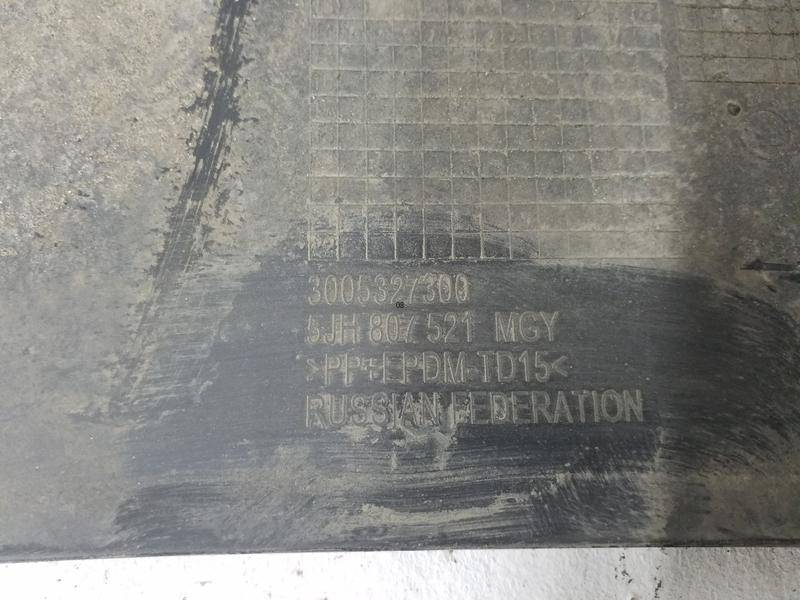 3005327300
5JH 807 521 MGY
>PP+EPDM-TD15<
RUSSIAN FEDERATION